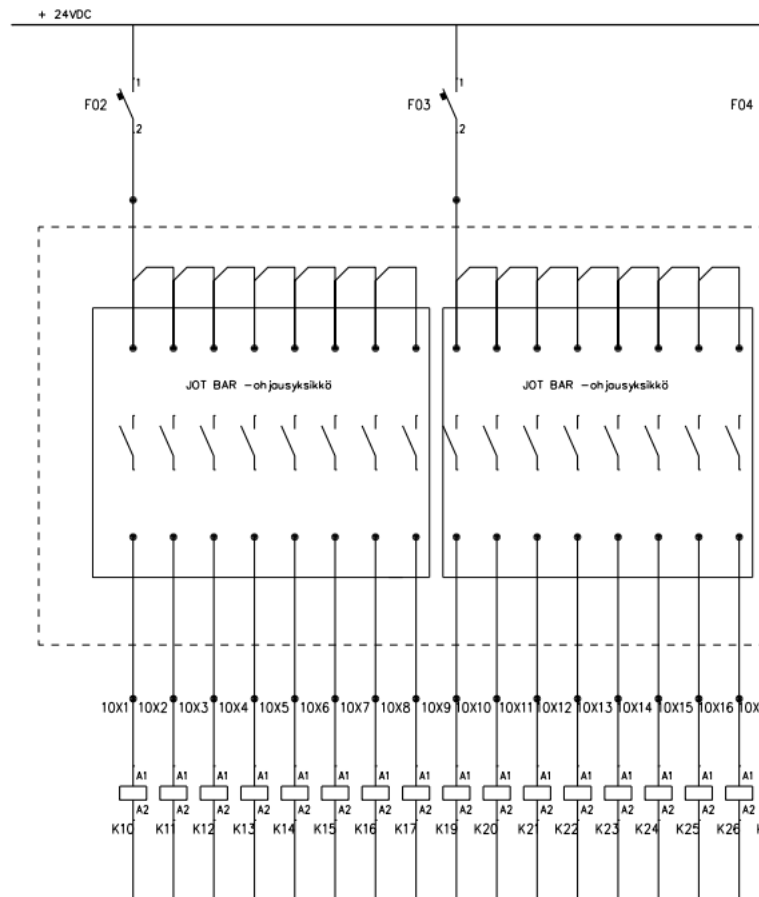 + 24VDC
1 1
F02 F03 F04
2 2
JOT BAR -ohjausyksikkö JOT BAR -ohjausyksikkö
10X1 10X2 10X3 10X4 10X5 10X6 10X7 10X8 10X9 10X10 10X11 10X12 10X13 10X14 10X15 10X16 10X
A1 A1 A1 A1 A1 A1 A1 A1 A1 A1 A1 A1 A1 A1 A1 A1
A2 A2 A2 A2 A2 A2 A2 A2 A2 A2 A2 A2 A2 A2 A2 A2
K10 K11 K12 K13 K14 K15 K16 K17 K19 K20 K21 K22 K23 K24 K25 K26